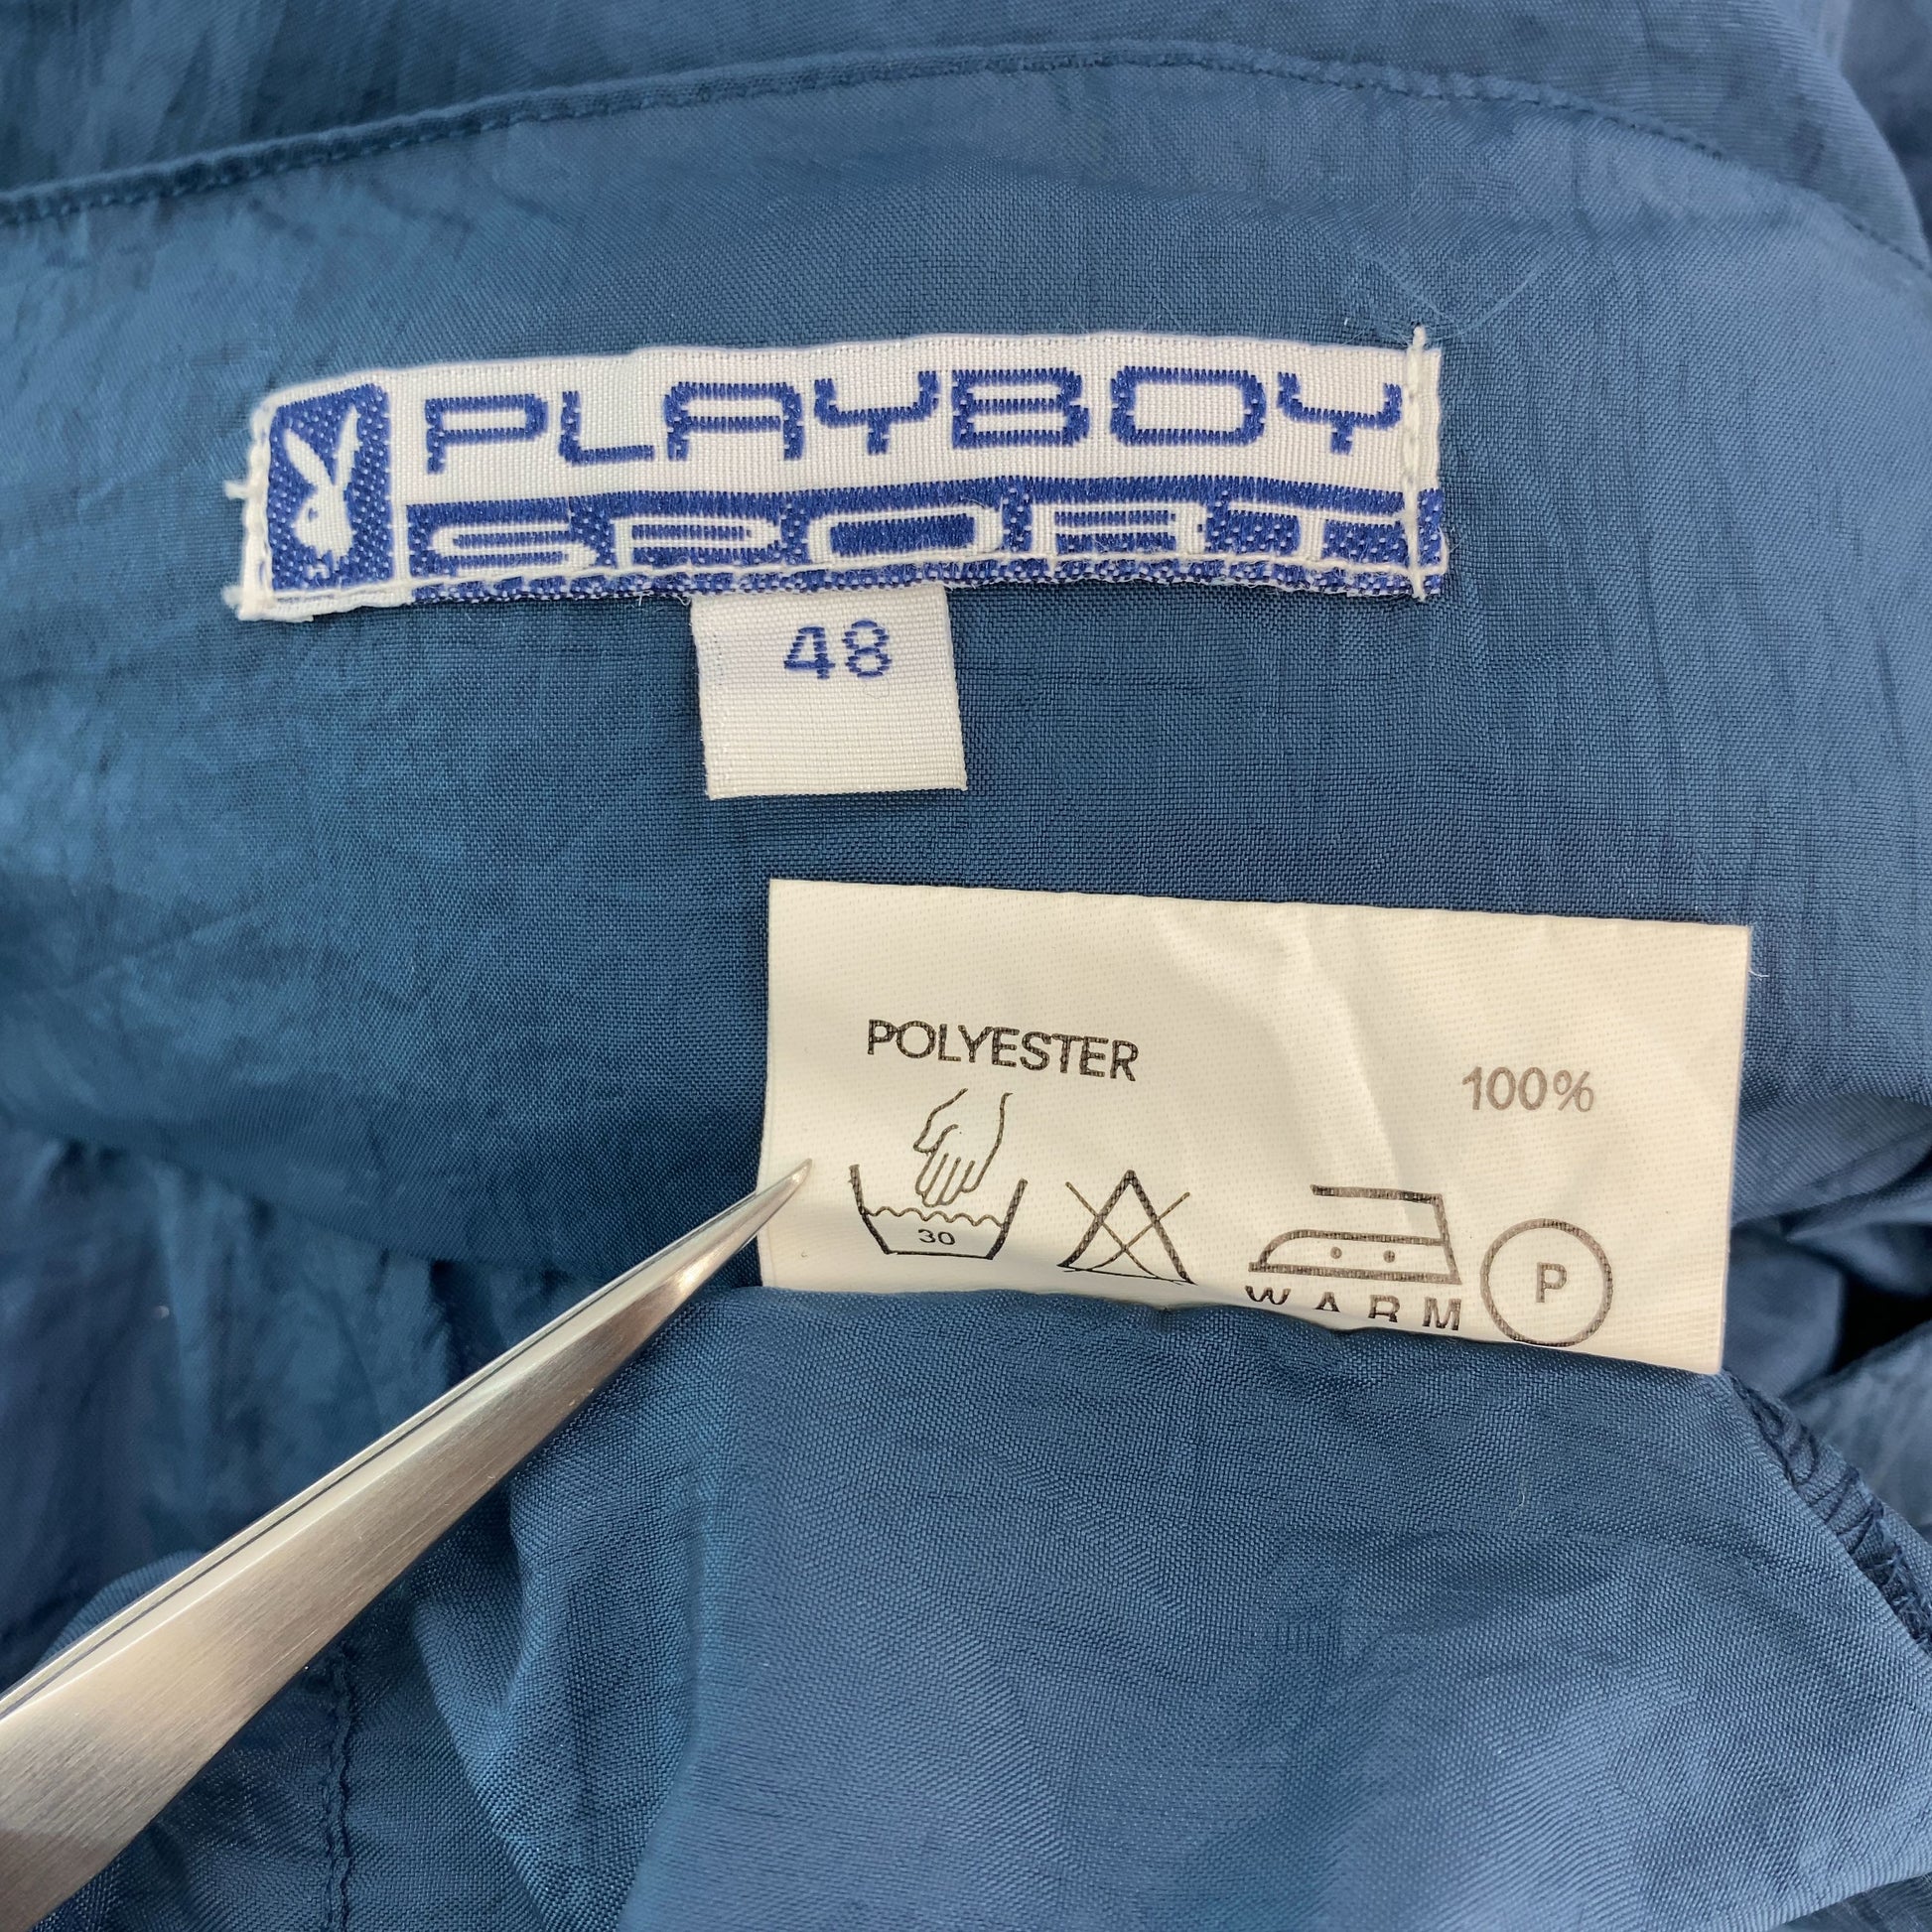 PLAYBOY
SPORT
48
POLYESTER 100%
30
WARM
P